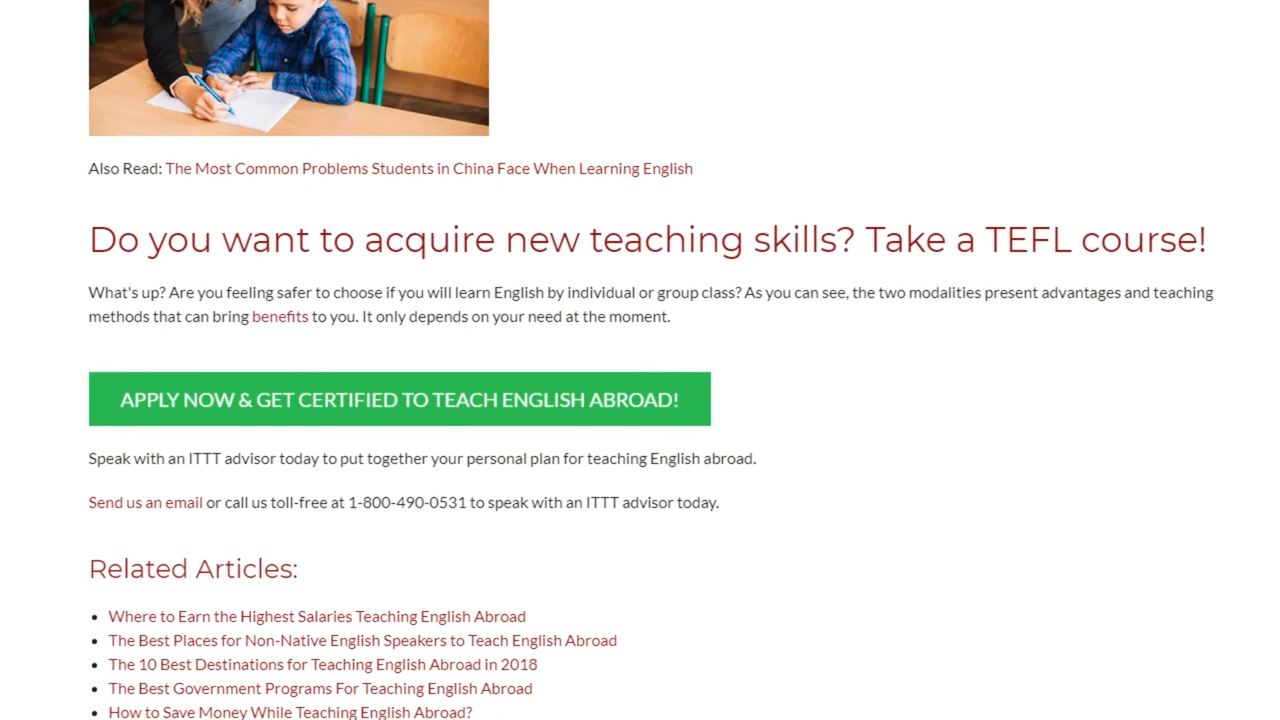 Also Read: The Most Common Problems Students in China Face When Learning English
Do you want to acquire new teaching skills? Take a TEFL course!
What's up? Are you feeling safer to choose if you will learn English by individual or group class? As you can see, the two modalities present advantages and teaching
methods that can bring benefits to you. It only depends on your need at the moment.
APPLY NOW & GET CERTIFIED TO TEACH ENGLISH ABROAD!
Speak with an ITTT advisor today to put together your personal plan for teaching English abroad.
Send us an email or call us toll-free at 1-800-490-0531 to speak with an ITTT advisor today.
Related Articles:
• Where to Earn the Highest Salaries Teaching English Abroad
• The Best Places for Non-Native English Speakers to Teach English Abroad
• The 10 Best Destinations for Teaching English Abroad in 2018
• The Best Government Programs For Teaching English Abroad
• How to Save Money While Teaching English Abroad?